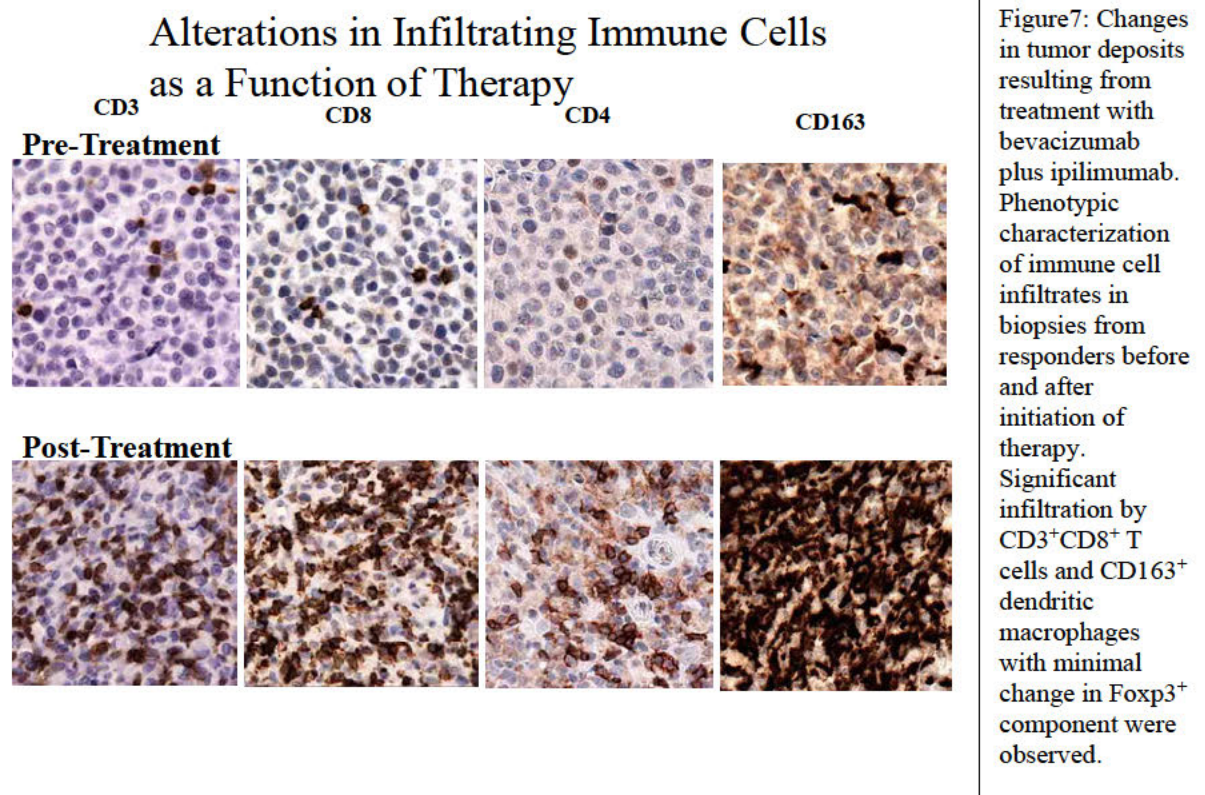 Alterations in Infiltrating Immune Cells
as a Function of Therapy
CD3
CD8
CD4
CD163
Pre-Treatment
Post-Treatment
Figure7: Changes
in tumor deposits
resulting from
treatment with
bevacizumab
plus ipilimumab.
Phenotypic
characterization
of immune cell
infiltrates in
biopsies from
responders before
and after
initiation of
therapy.
Significant
infiltration by
CD3⁺CD8⁺ T
cells and CD163⁺
dendritic
macrophages
with minimal
change in Foxp3⁺
component were
observed.